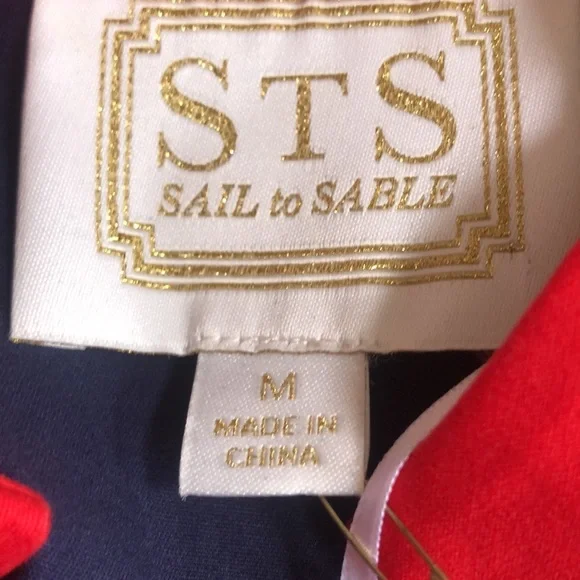 STS
SAIL to SABLE
M
MADE IN
CHINA